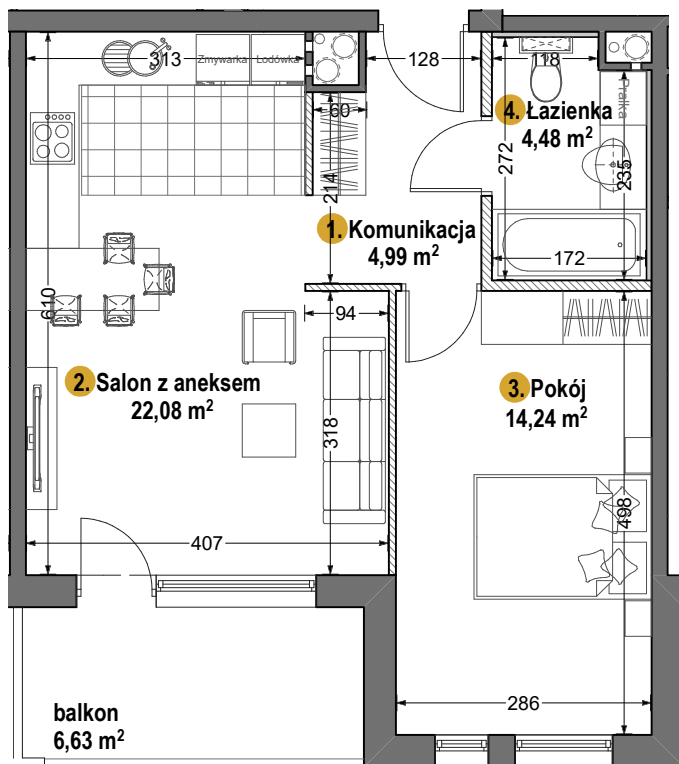 313
Zmywarka
Lodówka
128
118
60
Pralka
4. Łazienka
4,48 m²
272
235
214
1. Komunikacja
4,99 m²
172
610
94
2. Salon z aneksem
22,08 m²
3. Pokój
14,24 m²
318
498
407
286
balkon
6,63 m²